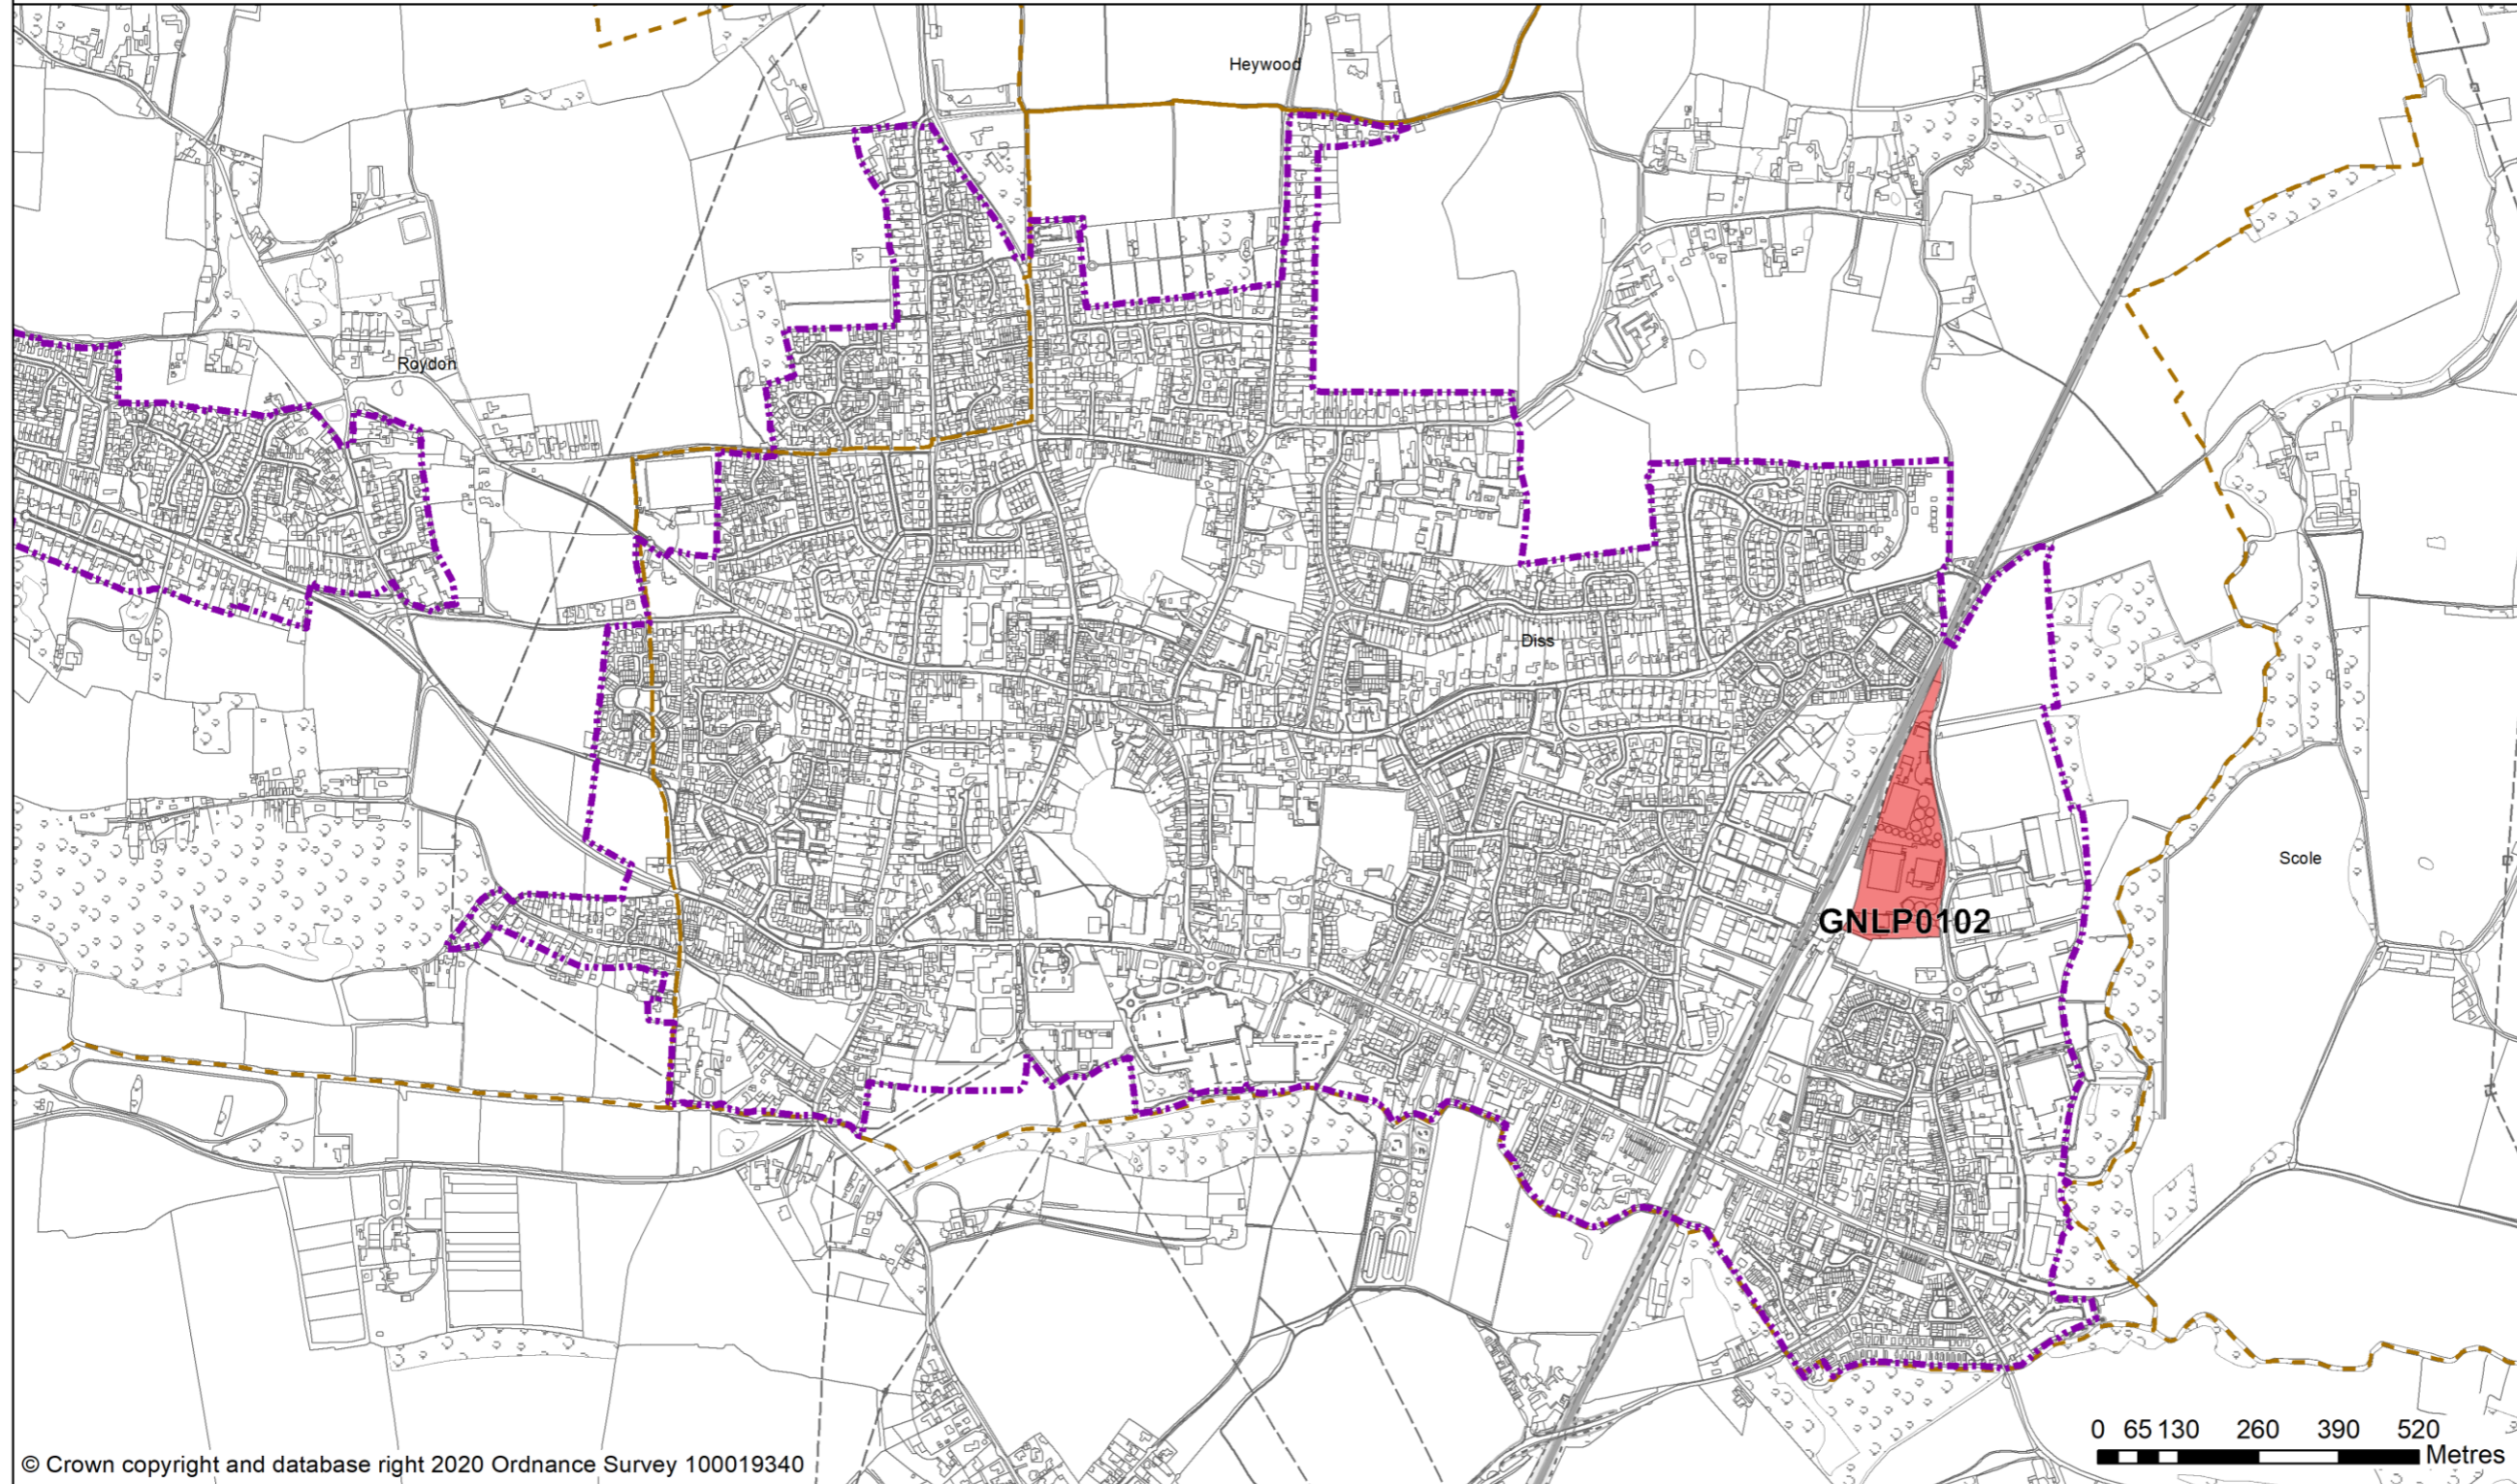 Heywood
Roydon
Diss
Scole
GNLP0102
0 65 130 260 390 520
Metres
© Crown copyright and database right 2020 Ordnance Survey 100019340